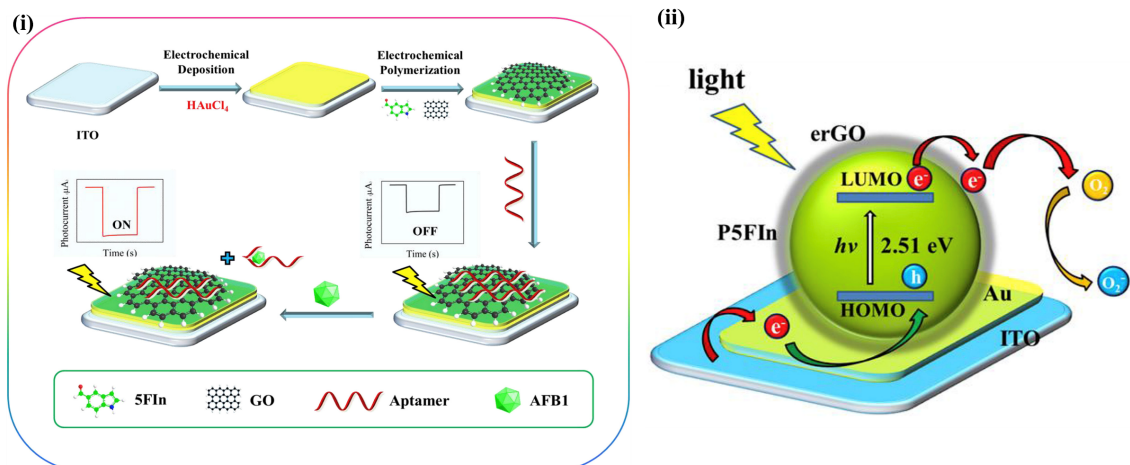 (i)
Electrochemical
Deposition
HAuCl₄
Electrochemical
Polymerization
ITO
Photocurrent μA.
ON
Time (s)
Photocurrent μA.
OFF
Time (s)
5FIn
GO
Aptamer
AFB1
(ii)
light
erGO
LUMO
e⁻
e⁻
O₂
P5FIn
hν
2.51 eV
h
O₂⁻
Au
HOMO
e⁻
ITO